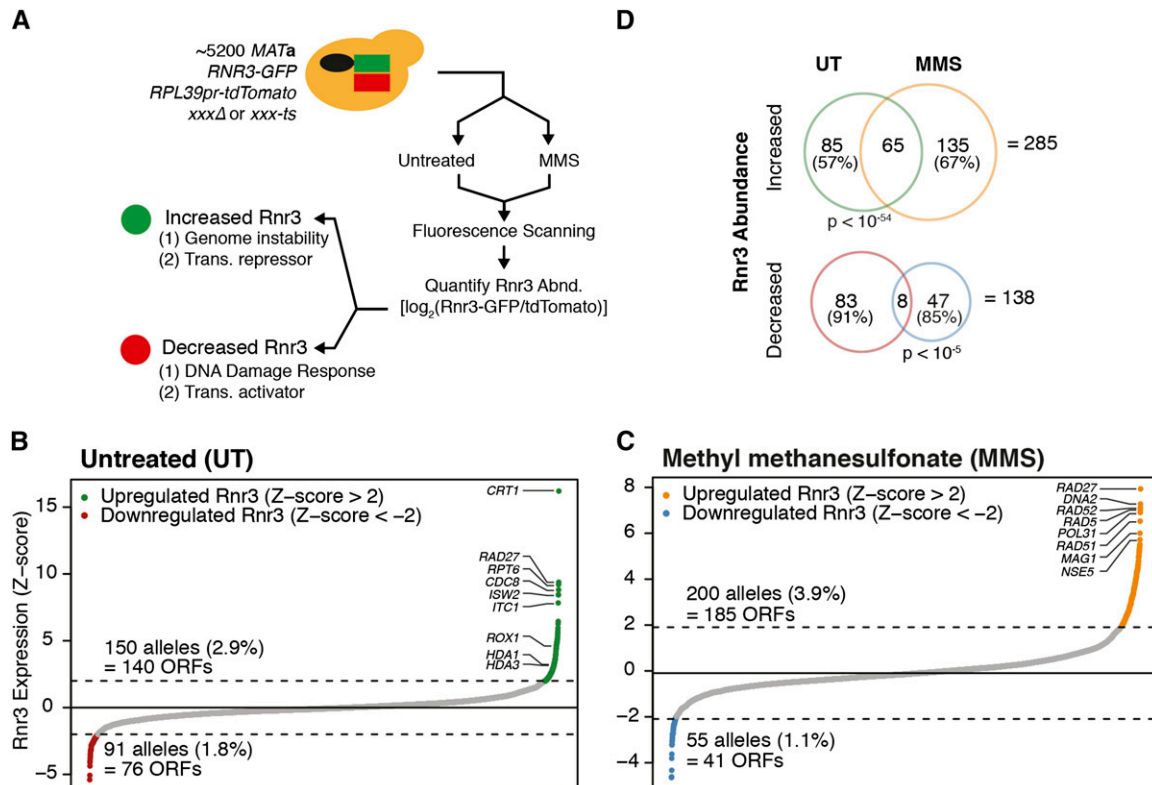 A
~5200 MATa
RNR3-GFP
RPL39pr-tdTomato
xxxΔ or xxx-ts
Untreated
MMS
Fluorescence Scanning
Quantify Rnr3 Abnd.
[log2(Rnr3-GFP/tdTomato)]
Increased Rnr3
(1) Genome instability
(2) Trans. repressor
Decreased Rnr3
(1) DNA Damage Response
(2) Trans. activator
D
UT
MMS
Rnr3 Abundance
Increased
85
(57%)
65
135
(67%)
= 285
p < 10-54
Decreased
83
(91%)
8
47
(85%)
= 138
p < 10-5
B
Untreated (UT)
Rnr3 Expression (Z-score)
15
10
5
0
−5
Upregulated Rnr3 (Z-score > 2)
Downregulated Rnr3 (Z-score < -2)
CRT1
RAD27
RPT6
CDC8
ISW2
ITC1
ROX1
HDA1
HDA3
150 alleles (2.9%)
= 140 ORFs
91 alleles (1.8%)
= 76 ORFs
C
Methyl methanesulfonate (MMS)
8
6
4
2
0
−2
−4
Upregulated Rnr3 (Z-score > 2)
Downregulated Rnr3 (Z-score < -2)
RAD27
DNA2
RAD52
RAD5
POL31
RAD51
MAG1
NSE5
200 alleles (3.9%)
= 185 ORFs
55 alleles (1.1%)
= 41 ORFs